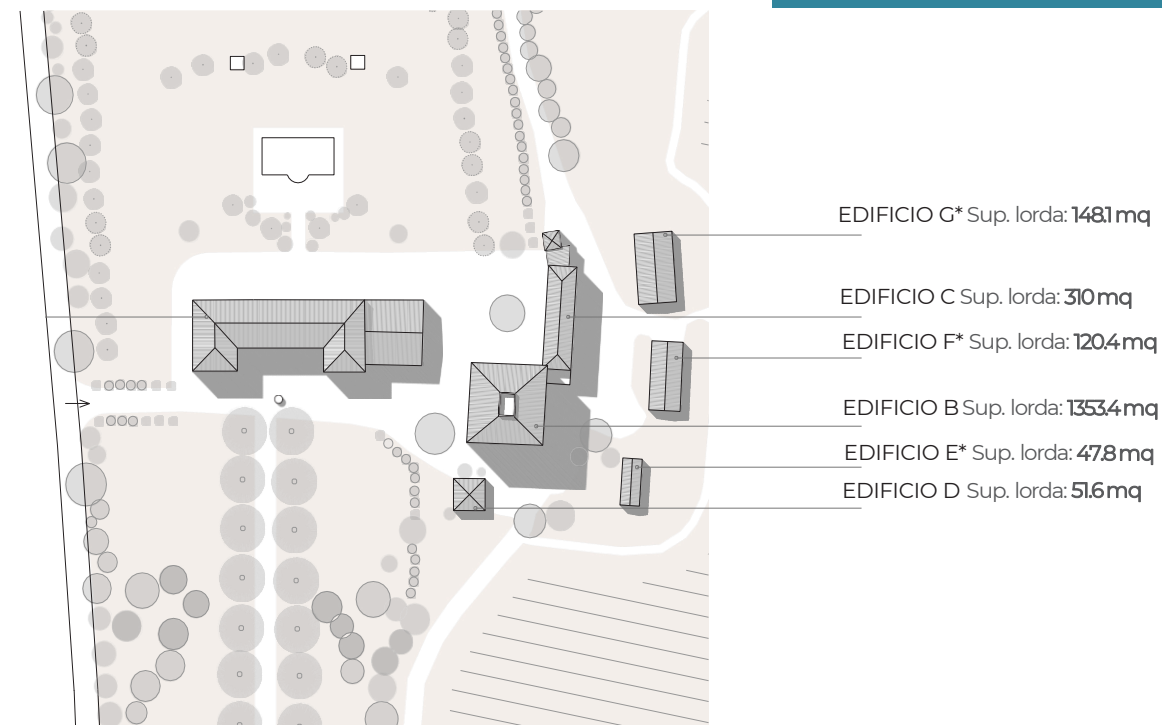 EDIFICIO G* Sup. lorda: 148.1 mq
EDIFICIO C Sup. lorda: 310 mq
EDIFICIO F* Sup. lorda: 120.4 mq
EDIFICIO B Sup. lorda: 1353.4 mq
EDIFICIO E* Sup. lorda: 47.8 mq
EDIFICIO D Sup. lorda: 51.6 mq